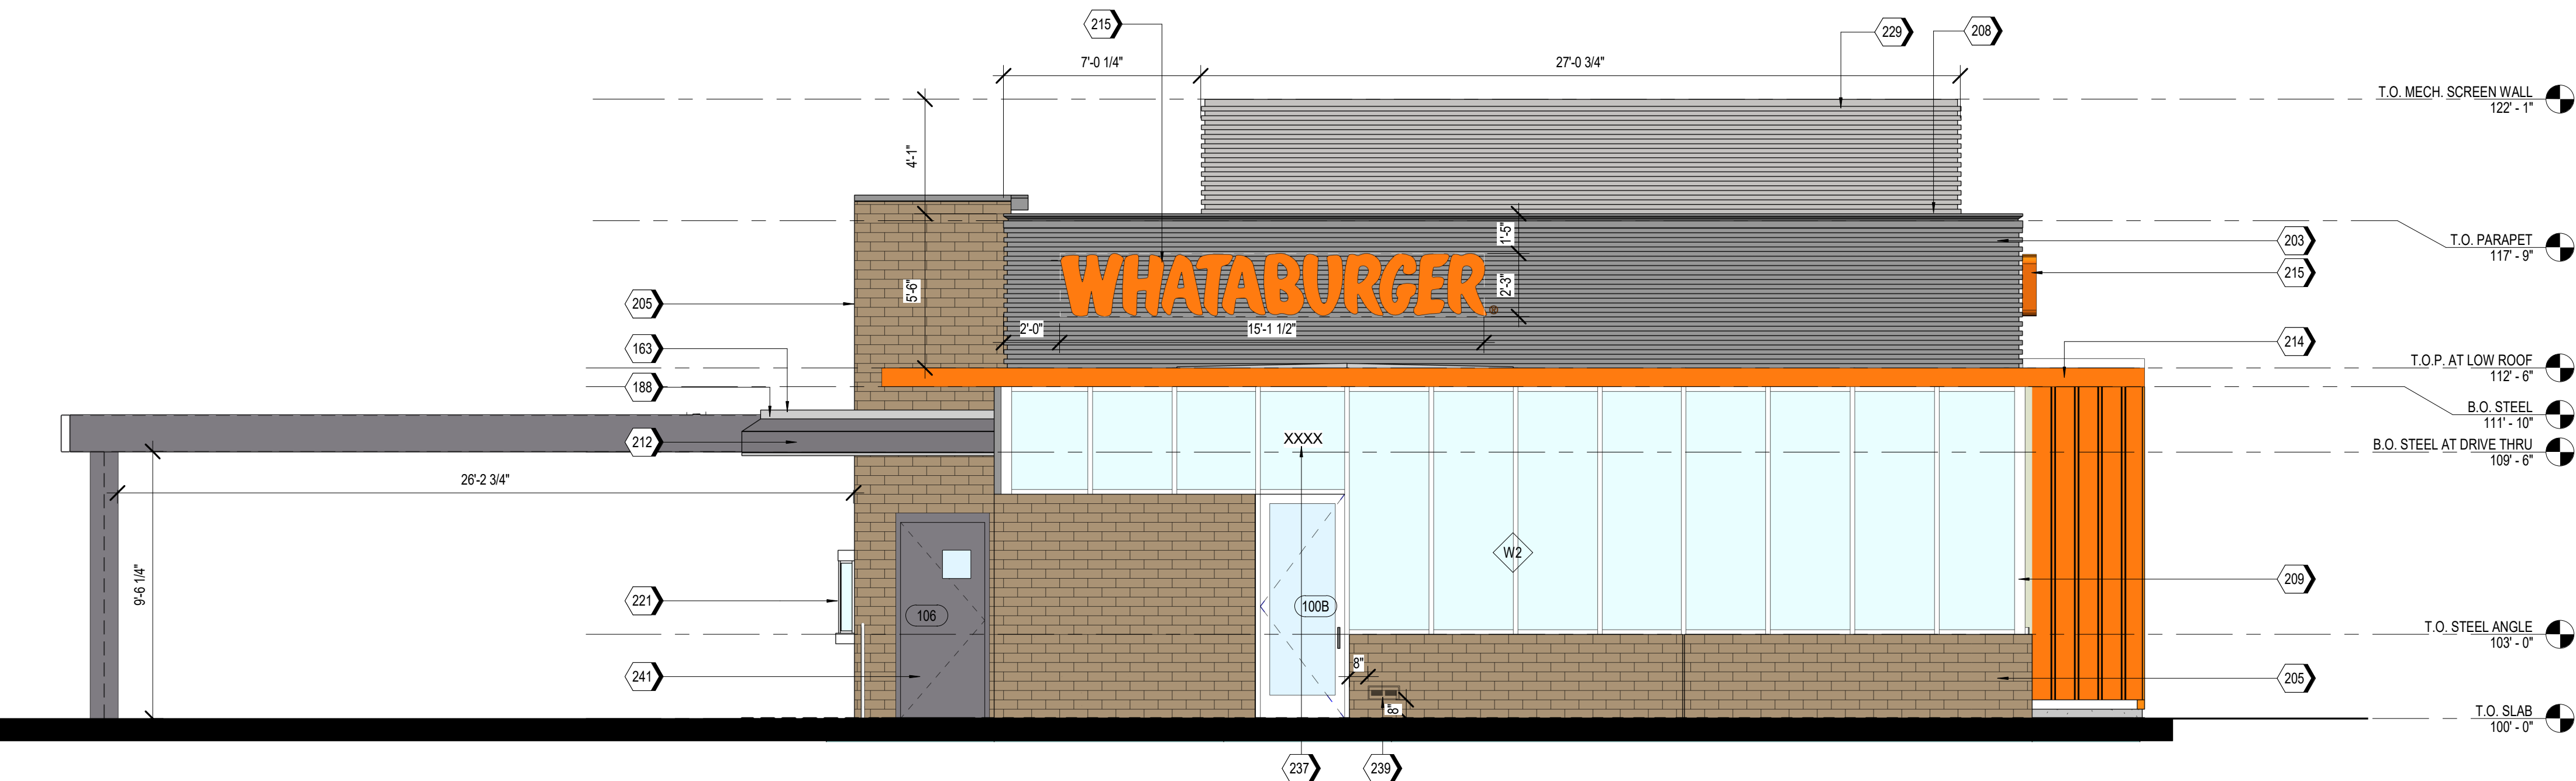 215
229
208
7'-0 1/4"
27'-0 3/4"
T.O. MECH. SCREEN WALL
122' - 1"
4'-1"
1'-5"
203
T.O. PARAPET
117' - 9"
215
WHATABURGER
®
2'-3"
5'-6"
205
2'-0"
15'-1 1/2"
163
214
T.O.P. AT LOW ROOF
112' - 6"
188
B.O. STEEL
111' - 10"
212
XXXX
B.O. STEEL AT DRIVE THRU
109' - 6"
26'-2 3/4"
W2
9'-6 1/4"
209
221
106
100B
T.O. STEEL ANGLE
103' - 0"
241
8"
205
8"
T.O. SLAB
100' - 0"
237
239